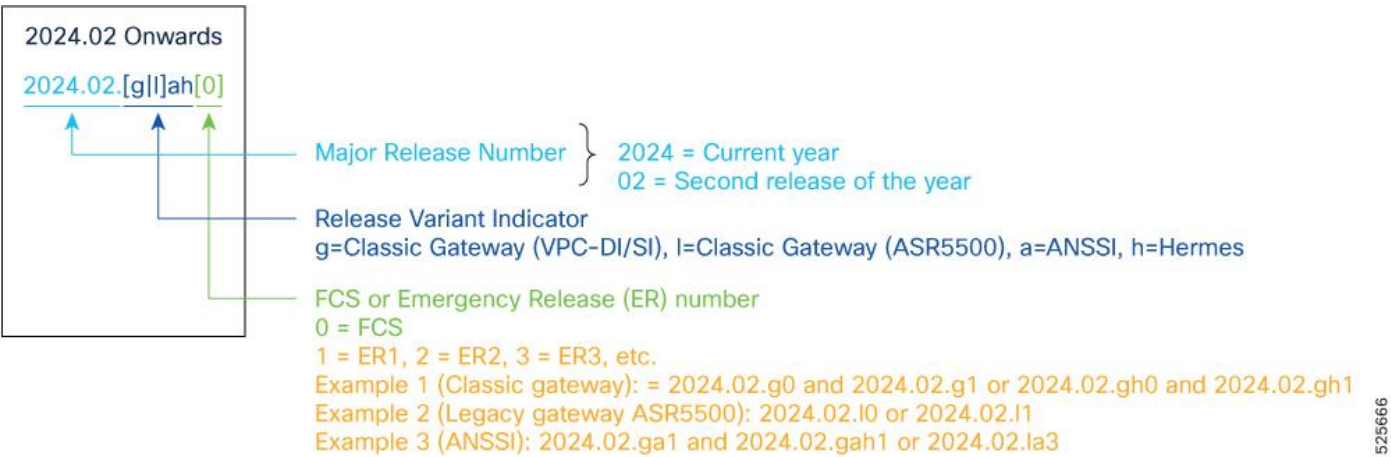 2024.02 Onwards
2024.02.[g|l]ah[0]
Major Release Number
2024 = Current year
02 = Second release of the year
Release Variant Indicator
g=Classic Gateway (VPC-DI/SI), l=Classic Gateway (ASR5500), a=ANSSI, h=Hermes
FCS or Emergency Release (ER) number
0 = FCS
1 = ER1, 2 = ER2, 3 = ER3, etc.
Example 1 (Classic gateway): = 2024.02.g0 and 2024.02.g1 or 2024.02.gh0 and 2024.02.gh1
Example 2 (Legacy gateway ASR5500): 2024.02.l0 or 2024.02.l1
Example 3 (ANSSI): 2024.02.ga1 and 2024.02.gah1 or 2024.02.la3
525666